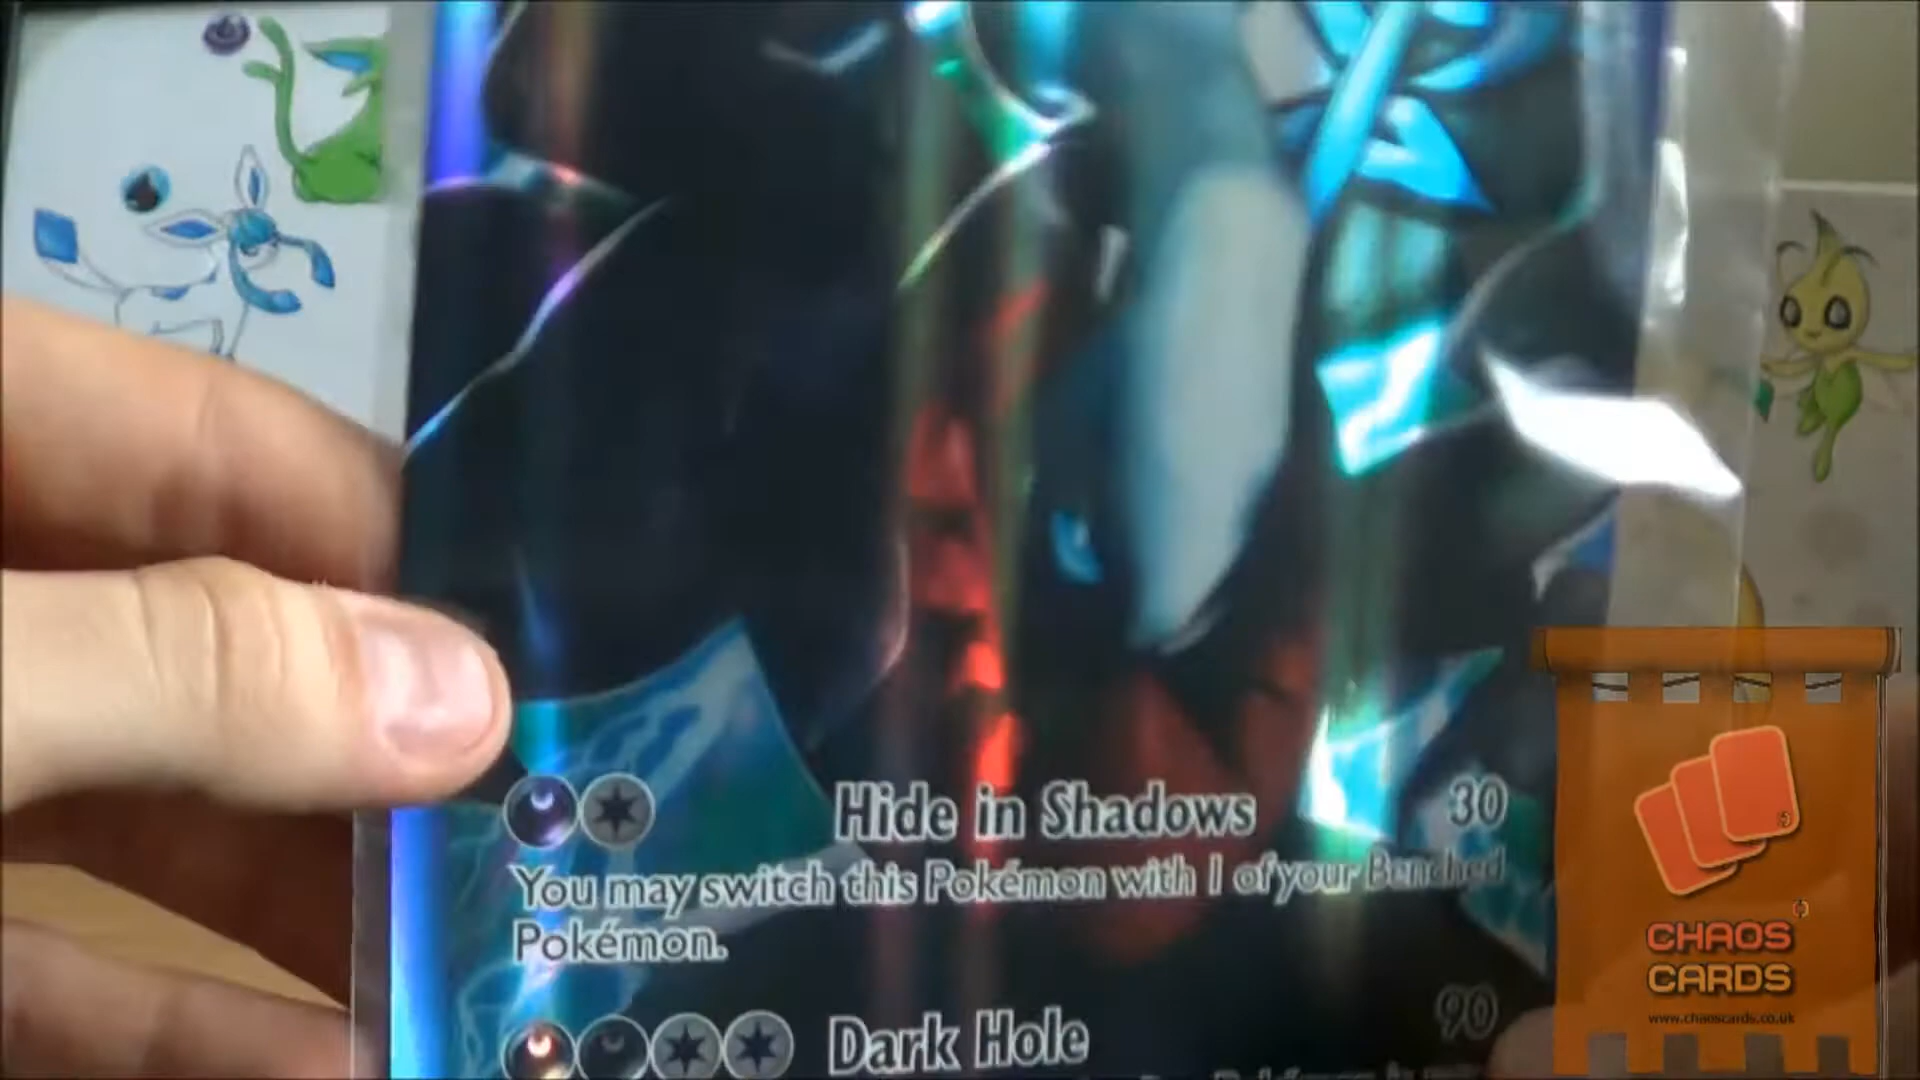 Hide in Shadows 30
You may switch this Pokémon with 1 of your Benched
Pokémon.
Dark Hole 90
CHAOS
CARDS
www.chaoscards.co.uk